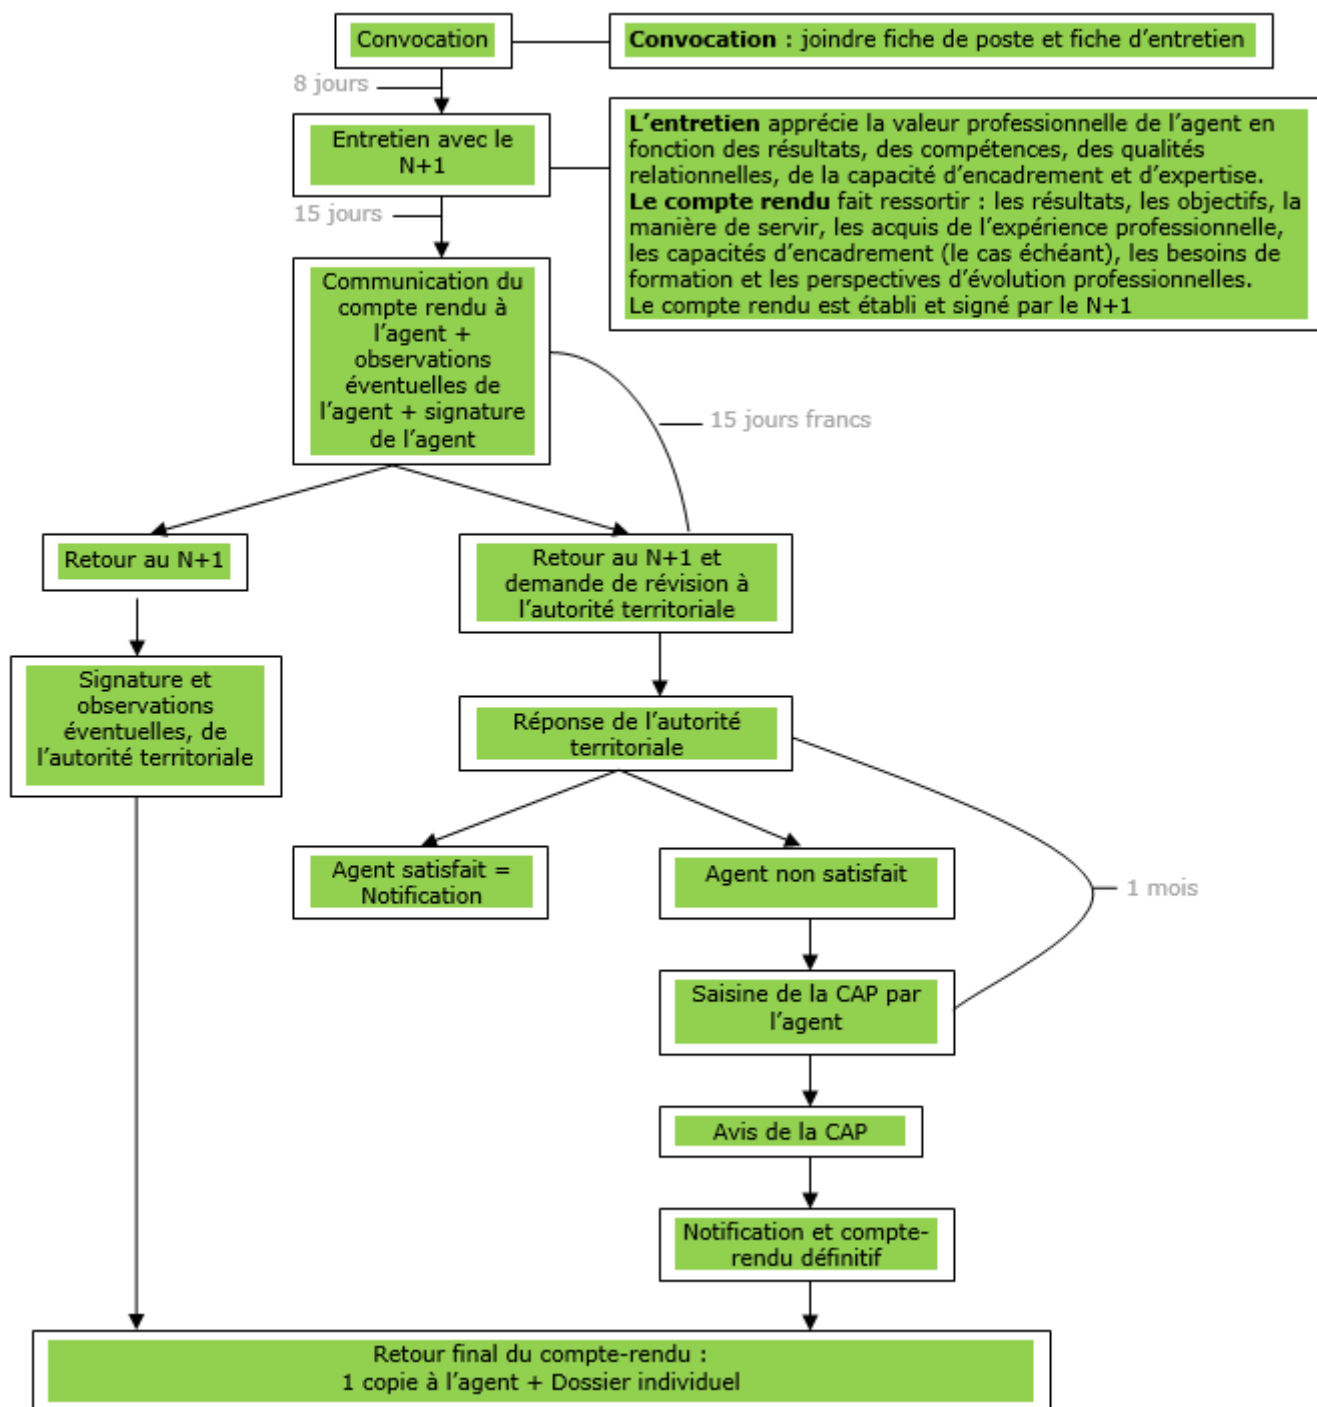 Convocation
Convocation : joindre fiche de poste et fiche d’entretien
8 jours
Entretien avec le
N+1
L’entretien apprécie la valeur professionnelle de l’agent en
fonction des résultats, des compétences, des qualités
relationnelles, de la capacité d’encadrement et d’expertise.
Le compte rendu fait ressortir : les résultats, les objectifs, la
manière de servir, les acquis de l’expérience professionnelle,
les capacités d’encadrement (le cas échéant), les besoins de
formation et les perspectives d’évolution professionnelles.
Le compte rendu est établi et signé par le N+1
15 jours
Communication du
compte rendu à
l’agent +
observations
éventuelles de
l’agent + signature
de l’agent
15 jours francs
Retour au N+1
Retour au N+1 et
demande de révision à
l’autorité territoriale
Signature et
observations
éventuelles, de
l’autorité territoriale
Réponse de l’autorité
territoriale
Agent satisfait =
Notification
Agent non satisfait
1 mois
Saisine de la CAP par
l’agent
Avis de la CAP
Notification et compte-
rendu définitif
Retour final du compte-rendu :
1 copie à l’agent + Dossier individuel